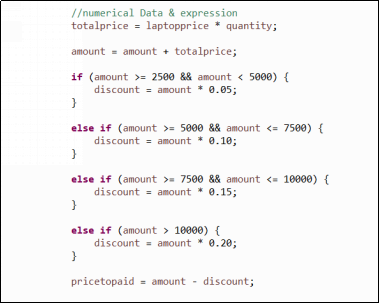 //numerical Data & expression
totalprice = laptopprice * quantity;
amount = amount + totalprice;
if (amount >= 2500 && amount < 5000) {
discount = amount * 0.05;
}
else if (amount >= 5000 && amount <= 7500) {
discount = amount * 0.10;
}
else if (amount >= 7500 && amount <= 10000) {
discount = amount * 0.15;
}
else if (amount > 10000) {
discount = amount * 0.20;
}
pricetopaid = amount - discount;